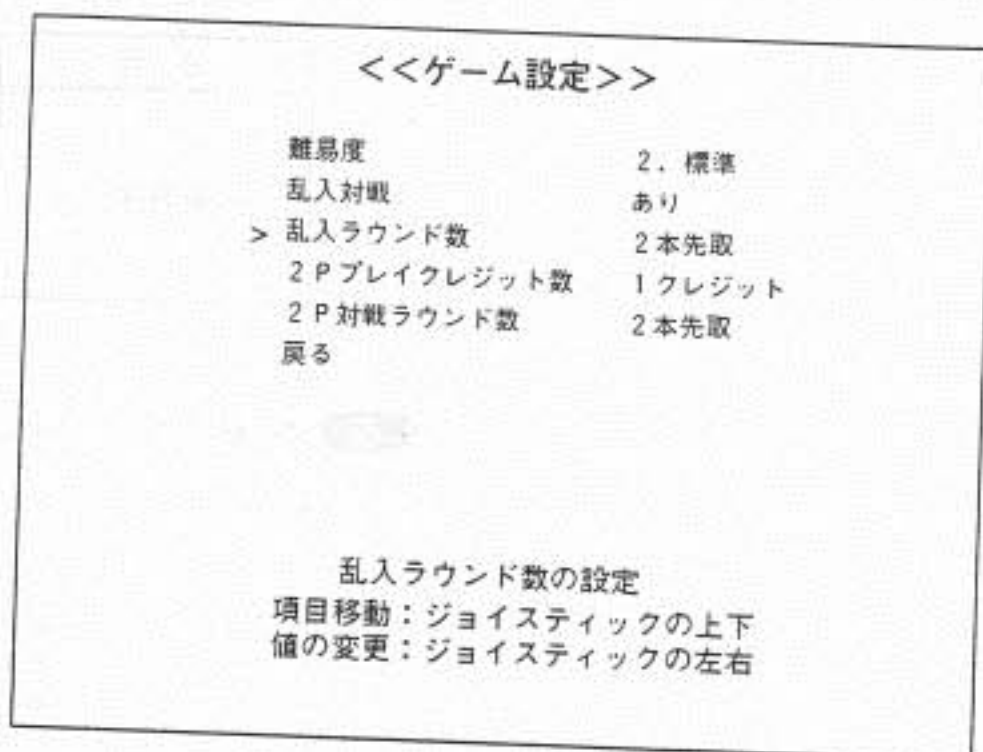 <<ゲーム設定>>
難易度 2. 標準
乱入対戦 あり
> 乱入ラウンド数 2本先取
2Pプレイクレジット数 1クレジット
2P対戦ラウンド数 2本先取
戻る
乱入ラウンド数の設定
項目移動：ジョイスティックの上下
値の変更：ジョイスティックの左右